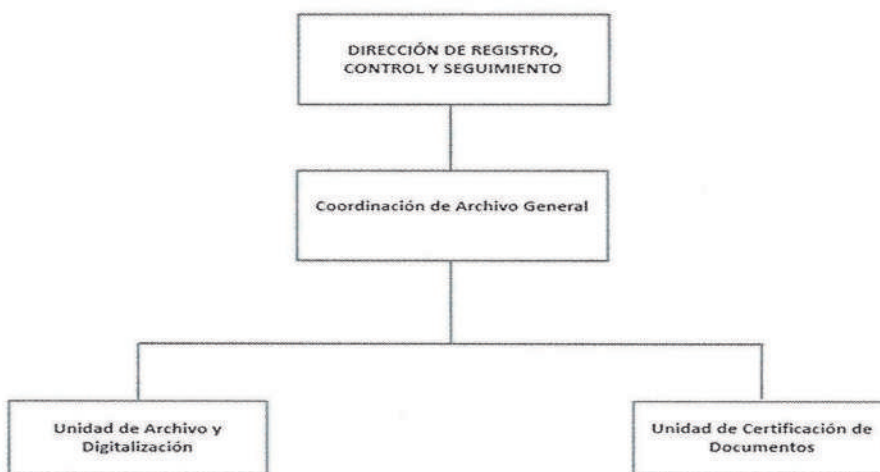 DIRECCIÓN DE REGISTRO,
CONTROL Y SEGUIMIENTO
Coordinación de Archivo General
Unidad de Archivo y
Digitalización
Unidad de Certificación de
Documentos